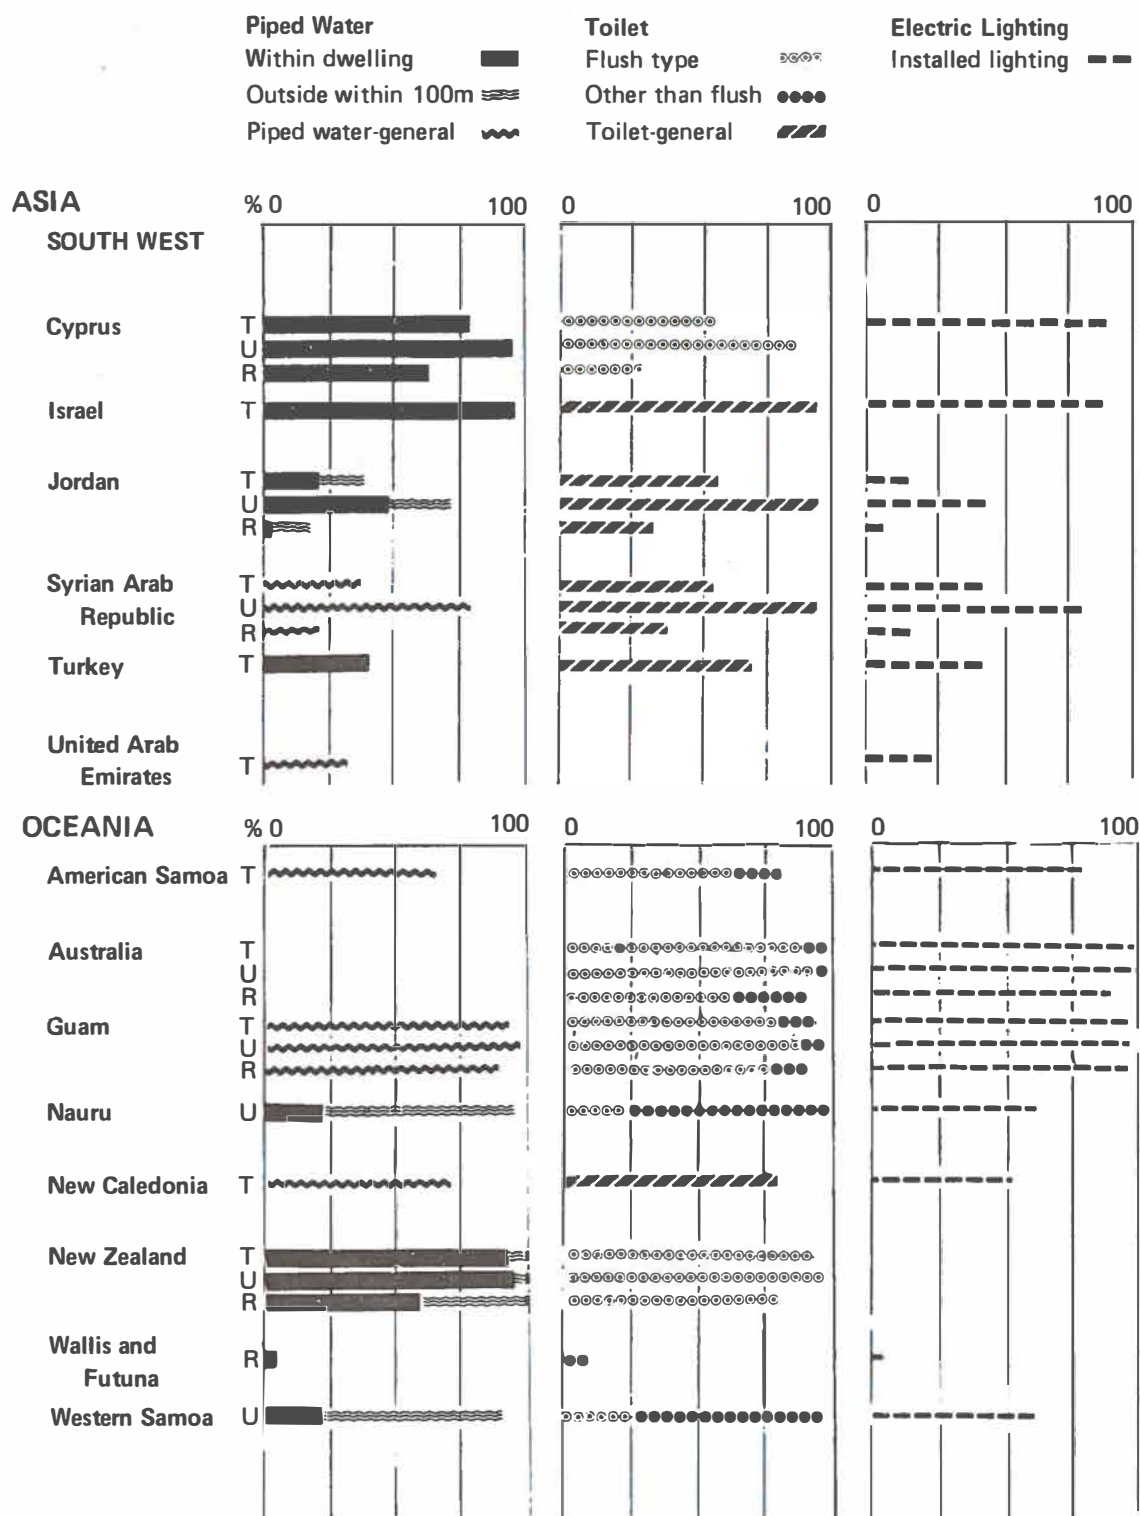 Piped Water Toilet Electric Lighting
Within dwelling Flush type Installed lighting
Outside within 100m Other than flush
Piped water-general Toilet-general
ASIA % 0 100 0 100 0 100
SOUTH WEST
Cyprus T
U
R
Israel T
Jordan T
U
R
Syrian Arab T
Republic U
R
Turkey T
United Arab
Emirates T
OCEANIA % 0 100 0 100 0 100
American Samoa T
Australia T
U
R
Guam T
U
R
Nauru U
New Caledonia T
New Zealand T
U
R
Wallis and
Futuna R
Western Samoa U